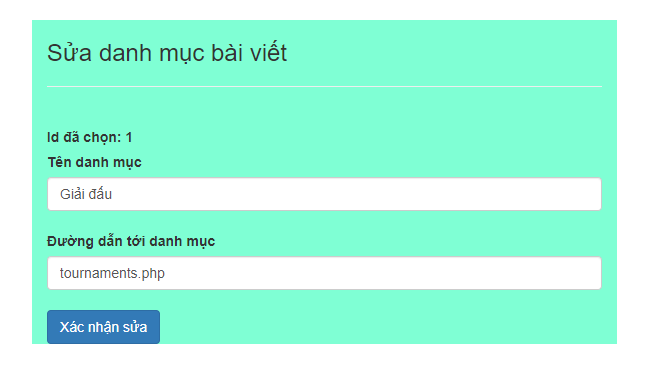 Sửa danh mục bài viết
Id đã chọn: 1
Tên danh mục
Giải đấu
Đường dẫn tới danh mục
tournaments.php
Xác nhận sửa